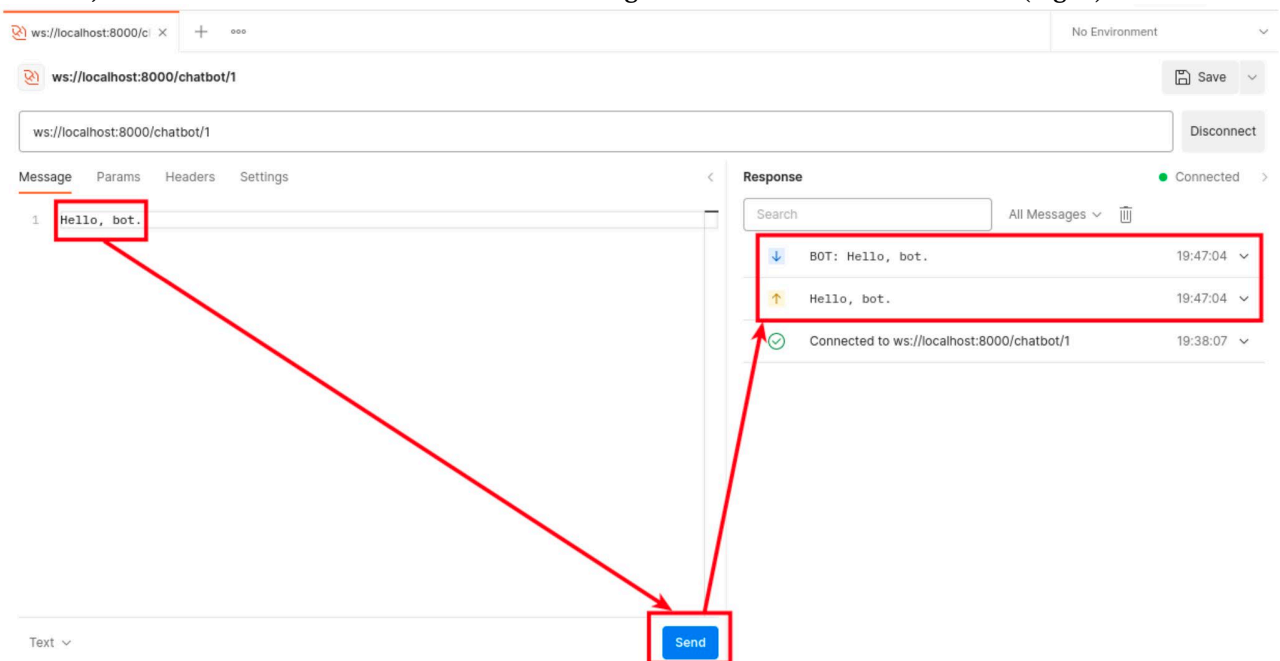 ws://localhost:8000/c
No Environment
ws://localhost:8000/chatbot/1
Save
ws://localhost:8000/chatbot/1
Disconnect
Message Params Headers Settings
1 Hello, bot.
Text
Send
Response
Connected
Search
All Messages
BOT: Hello, bot. 19:47:04
Hello, bot. 19:47:04
Connected to ws://localhost:8000/chatbot/1 19:38:07